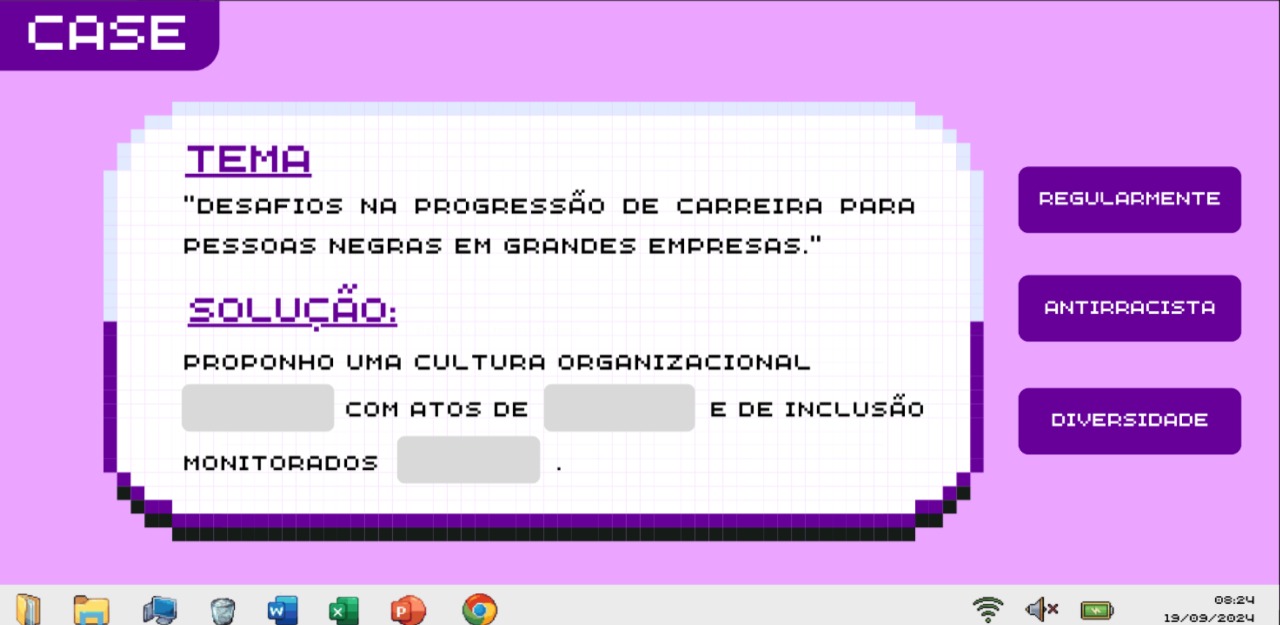 CASE
TEMA
"DESAFIOS NA PROGRESSÃO DE CARREIRA PARA
PESSOAS NEGRAS EM GRANDES EMPRESAS."
SOLUÇÃO:
PROPONHO UMA CULTURA ORGANIZACIONAL
COM ATOS DE E DE INCLUSÃO
MONITORADOS .
REGULARMENTE
ANTIRRACISTA
DIVERSIDADE
W
X
P
08:24
19/09/2024